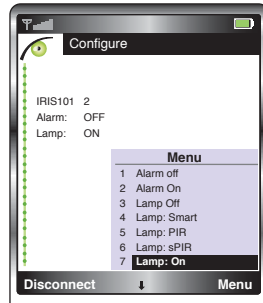 Configure
IRIS101 2
Alarm: OFF
Lamp: ON
Menu
1 Alarm off
2 Alarm On
3 Lamp Off
4 Lamp: Smart
5 Lamp: PIR
6 Lamp: sPIR
7 Lamp: On
Disconnect Menu